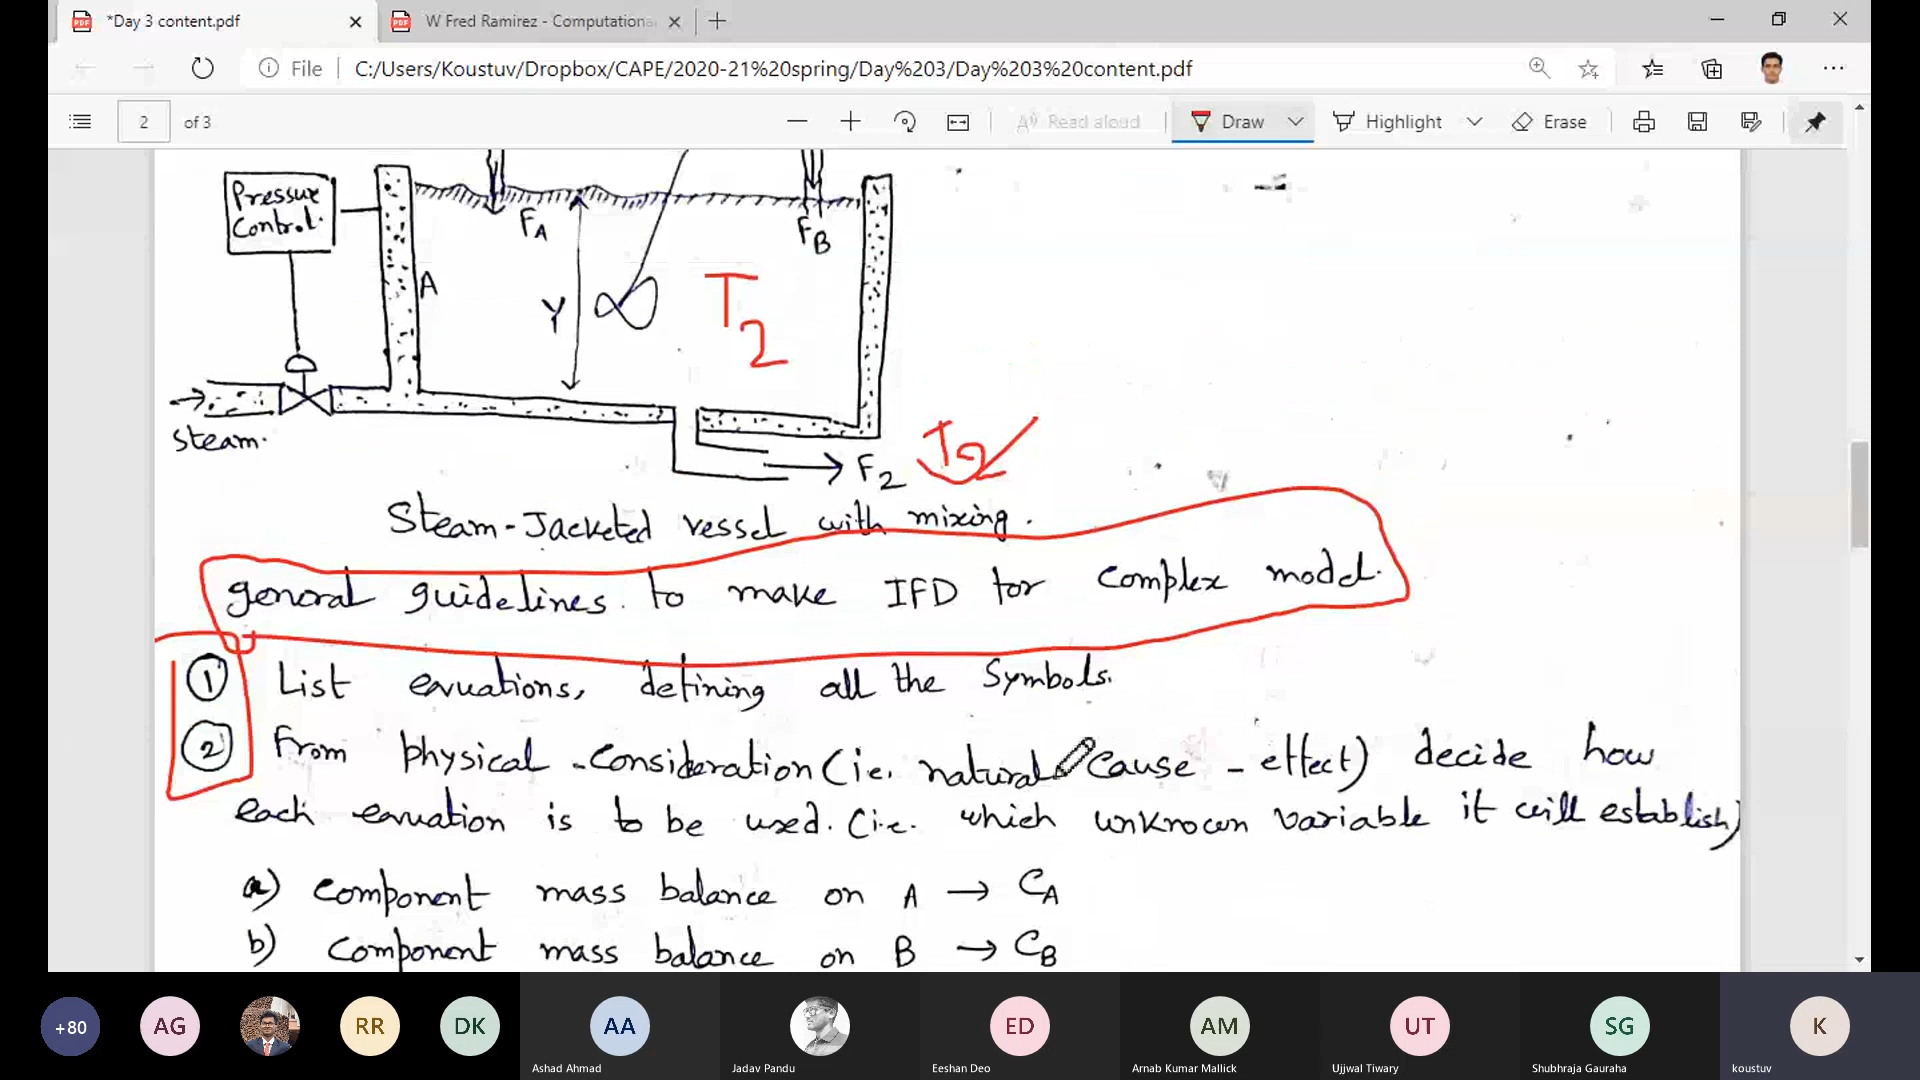 *Day 3 content.pdf
W Fred Ramirez - Computationa
File
C:/Users/Koustuv/Dropbox/CAPE/2020-21%20spring/Day%203/Day%203%20content.pdf
2 of 3
Read aloud
Draw
Highlight
Erase
Pressure
Control.
FA
FB
A
Y
T2
steam.
F2
T2
Steam-Jacketed vessel with mixing.
general guidelines. to make IFD for complex model.
1 List equations, defining all the Symbols.
2 From physical-consideration (ie. natural cause-effect) decide how
each equation is to be used. (i.e. which unknown variable it will establish)
a) component mass balance on A → CA
b) component mass balance on B → CB
+80
AG
RR
DK
AA
ED
AM
UT
SG
K
Ashad Ahmad
Jadav Pandu
Eeshan Deo
Arnab Kumar Mallick
Ujjwal Tiwary
Shubhraja Gauraha
koustuv